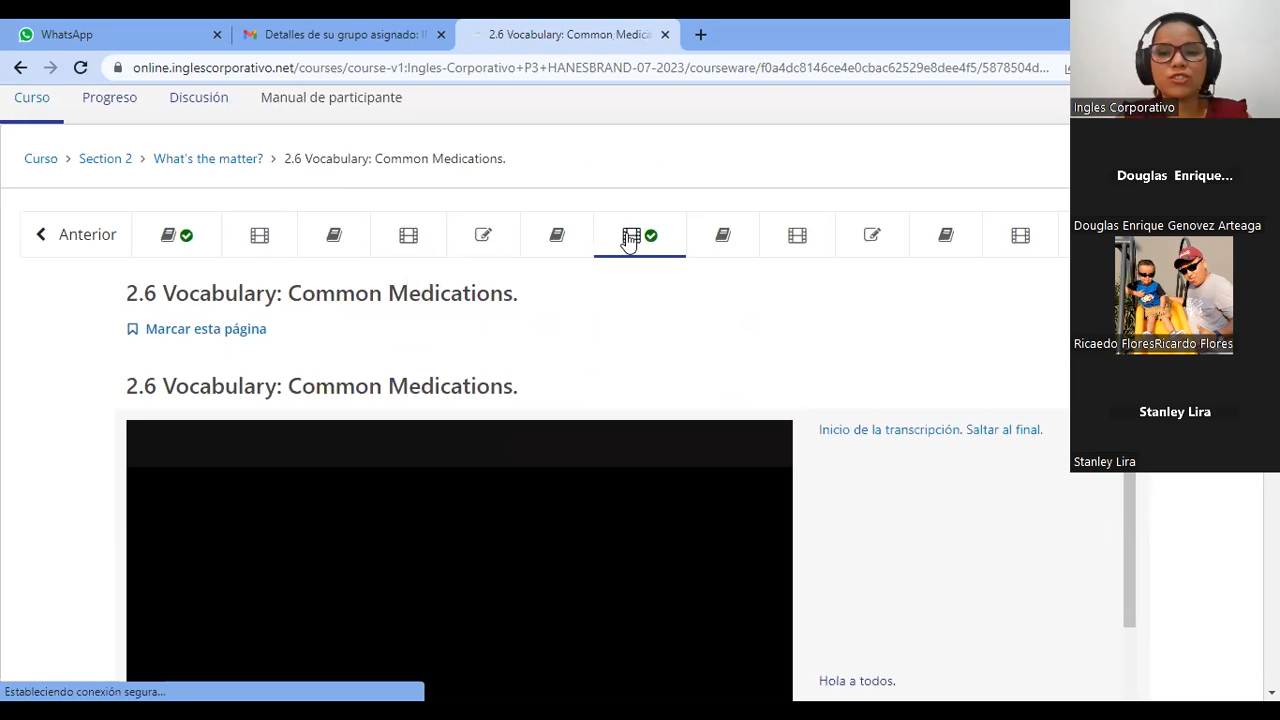 WhatsApp
Detalles de su grupo asignado: I
2.6 Vocabulary: Common Medica
online.inglescorporativo.net/courses/course-v1:Ingles-Corporativo+P3+HANESBRAND-07-2023/courseware/f0a4dc8146ce4e0cbac62529e8dee4f5/5878504d...
Curso
Progreso
Discusión
Manual de participante
Curso > Section 2 > What's the matter? > 2.6 Vocabulary: Common Medications.
Anterior
2.6 Vocabulary: Common Medications.
Marcar esta página
2.6 Vocabulary: Common Medications.
Inicio de la transcripción. Saltar al final.
Hola a todos.
Estableciendo conexión segura...
Ingles Corporativo
Douglas Enrique...
Douglas Enrique Genovez Arteaga
Ricaedo FloresRicardo Flores
Stanley Lira
Stanley Lira